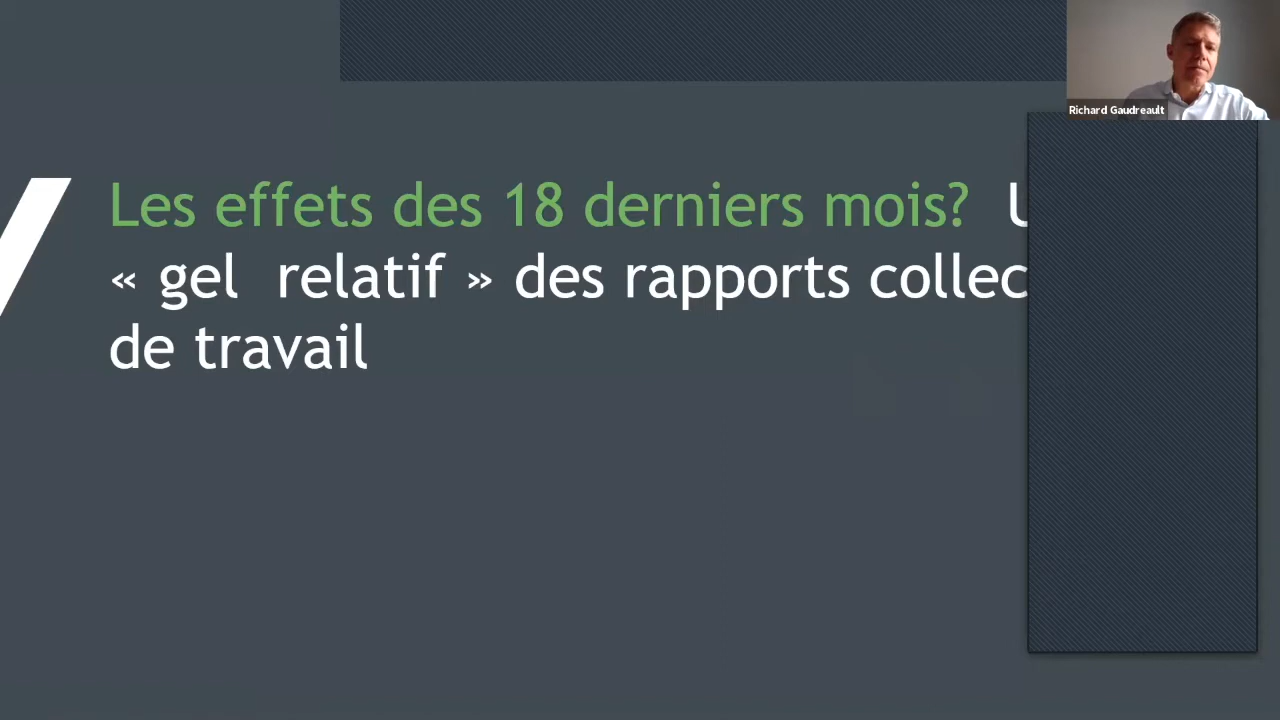 Richard Gaudreault
Les effets des 18 derniers mois? U
« gel relatif » des rapports collec
de travail